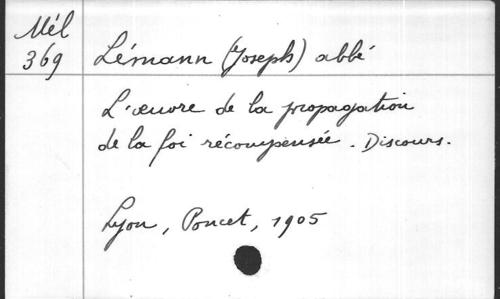 Mél
369
Lémann (Joseph) abbé
L'œuvre de la propagation
de la foi récompensée. Discours.
Lyon, Poncet, 1905